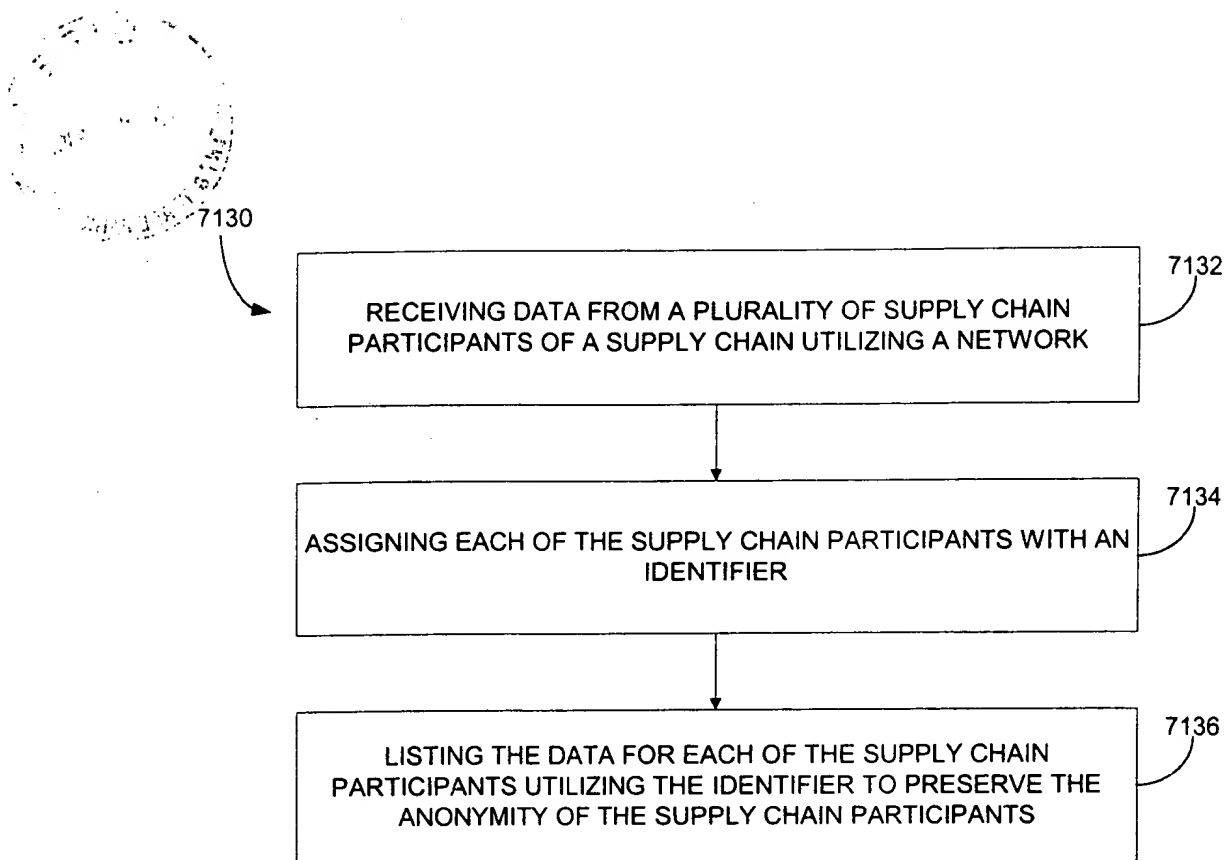 7130
7132
RECEIVING DATA FROM A PLURALITY OF SUPPLY CHAIN
PARTICIPANTS OF A SUPPLY CHAIN UTILIZING A NETWORK
7134
ASSIGNING EACH OF THE SUPPLY CHAIN PARTICIPANTS WITH AN
IDENTIFIER
7136
LISTING THE DATA FOR EACH OF THE SUPPLY CHAIN
PARTICIPANTS UTILIZING THE IDENTIFIER TO PRESERVE THE
ANONYMITY OF THE SUPPLY CHAIN PARTICIPANTS